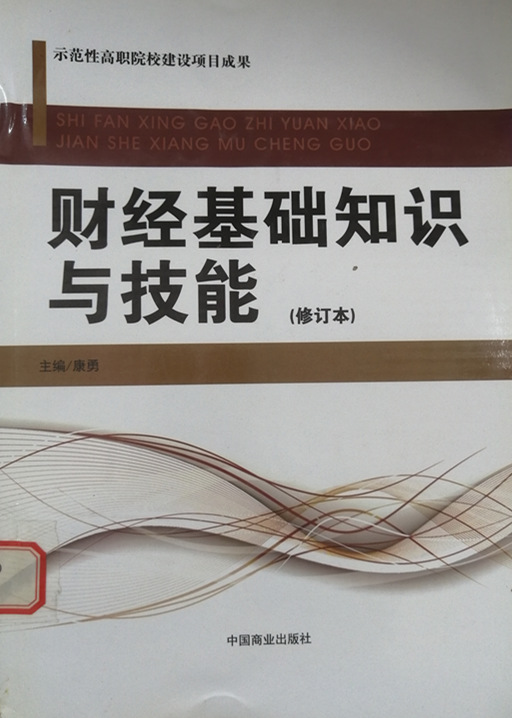 示范性高职院校建设项目成果
SHI FAN XING GAO ZHI YUAN XIAO
JIAN SHE XIANG MU CHENG GUO
财经基础知识
与技能 (修订本)
主编/康勇
中国商业出版社